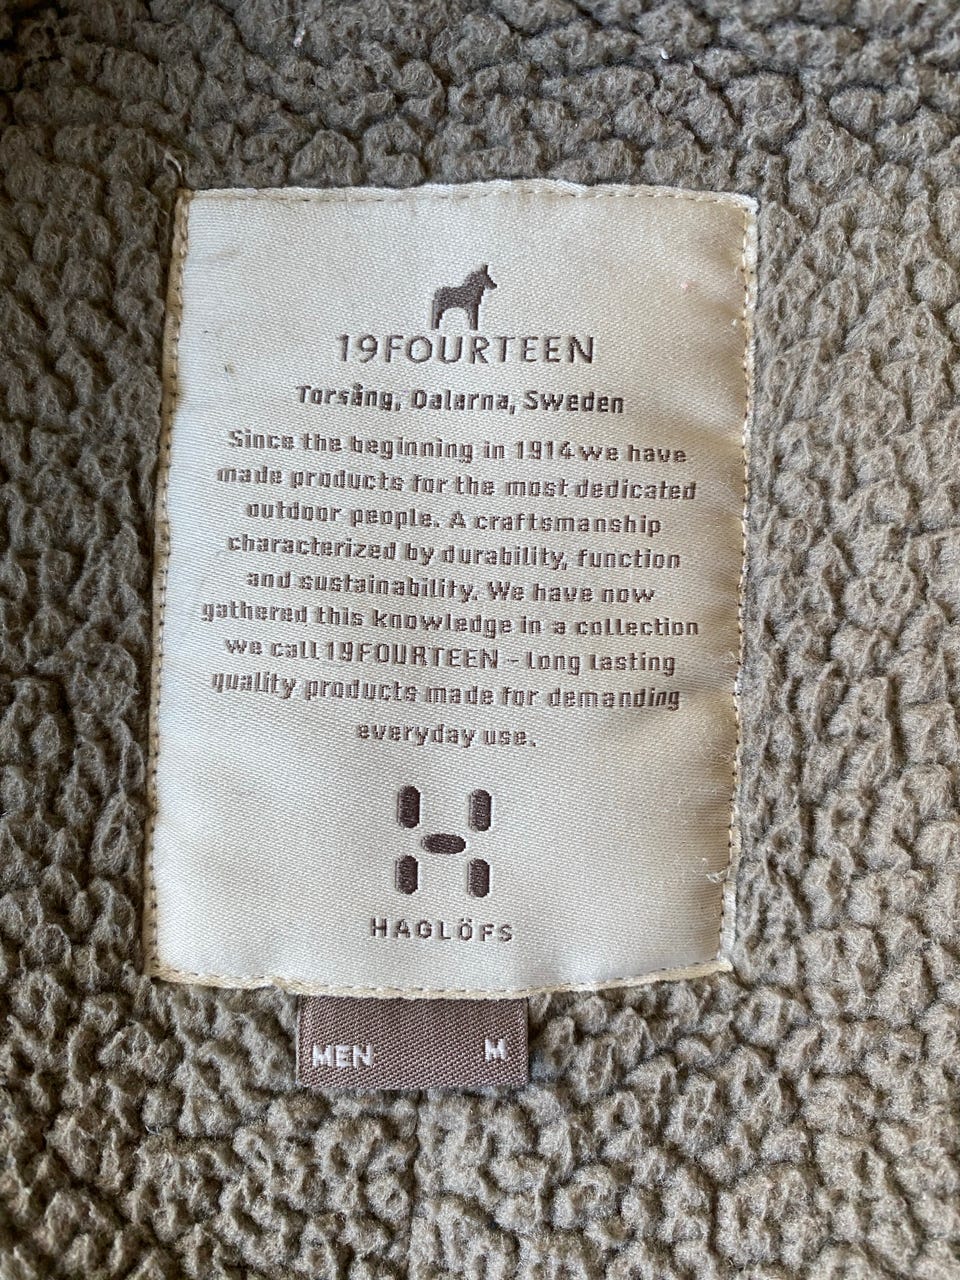 19FOURTEEN
Torsång, Dalarna, Sweden
Since the beginning in 1914 we have
made products for the most dedicated
outdoor people. A craftsmanship
characterized by durability, function
and sustainability. We have now
gathered this knowledge in a collection
we call 19FOURTEEN - long lasting
quality products made for demanding
everyday use.
HAGLÖFS
MEN M